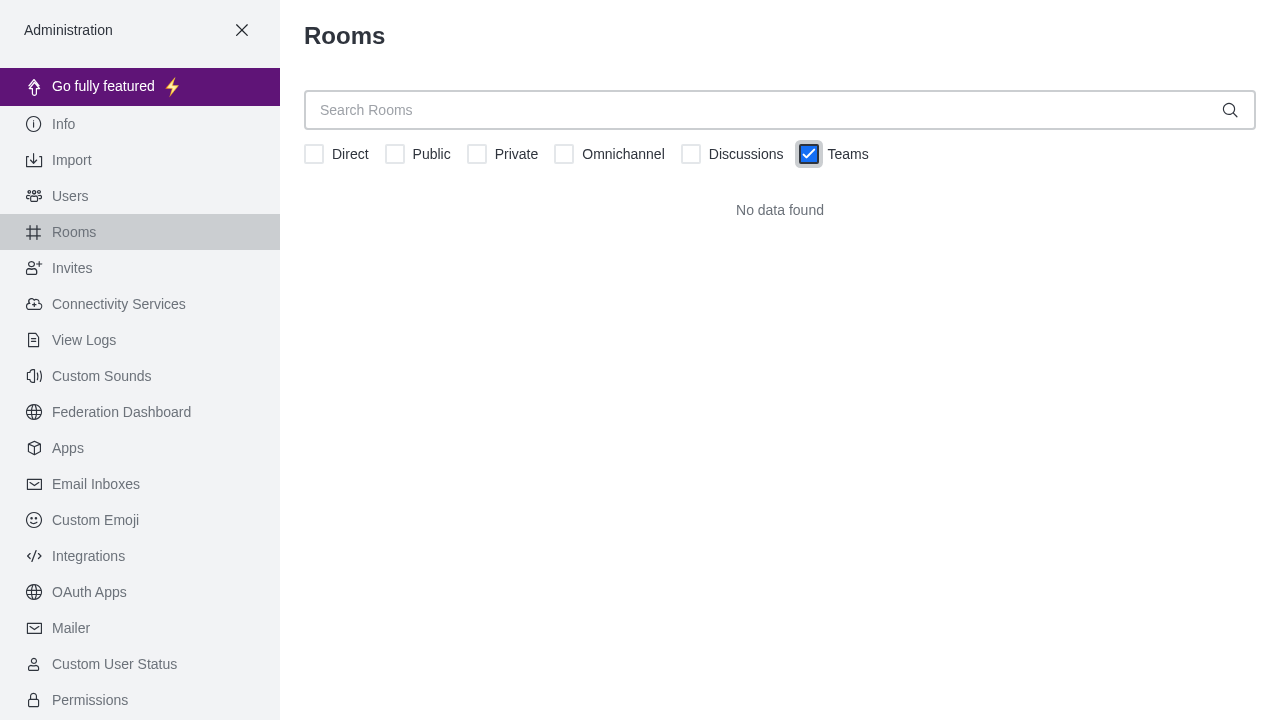 Administration
Go fully featured
Info
Import
Users
Rooms
Invites
Connectivity Services
View Logs
Custom Sounds
Federation Dashboard
Apps
Email Inboxes
Custom Emoji
Integrations
OAuth Apps
Mailer
Custom User Status
Permissions
Rooms
Search Rooms
Direct Public Private Omnichannel Discussions Teams
No data found